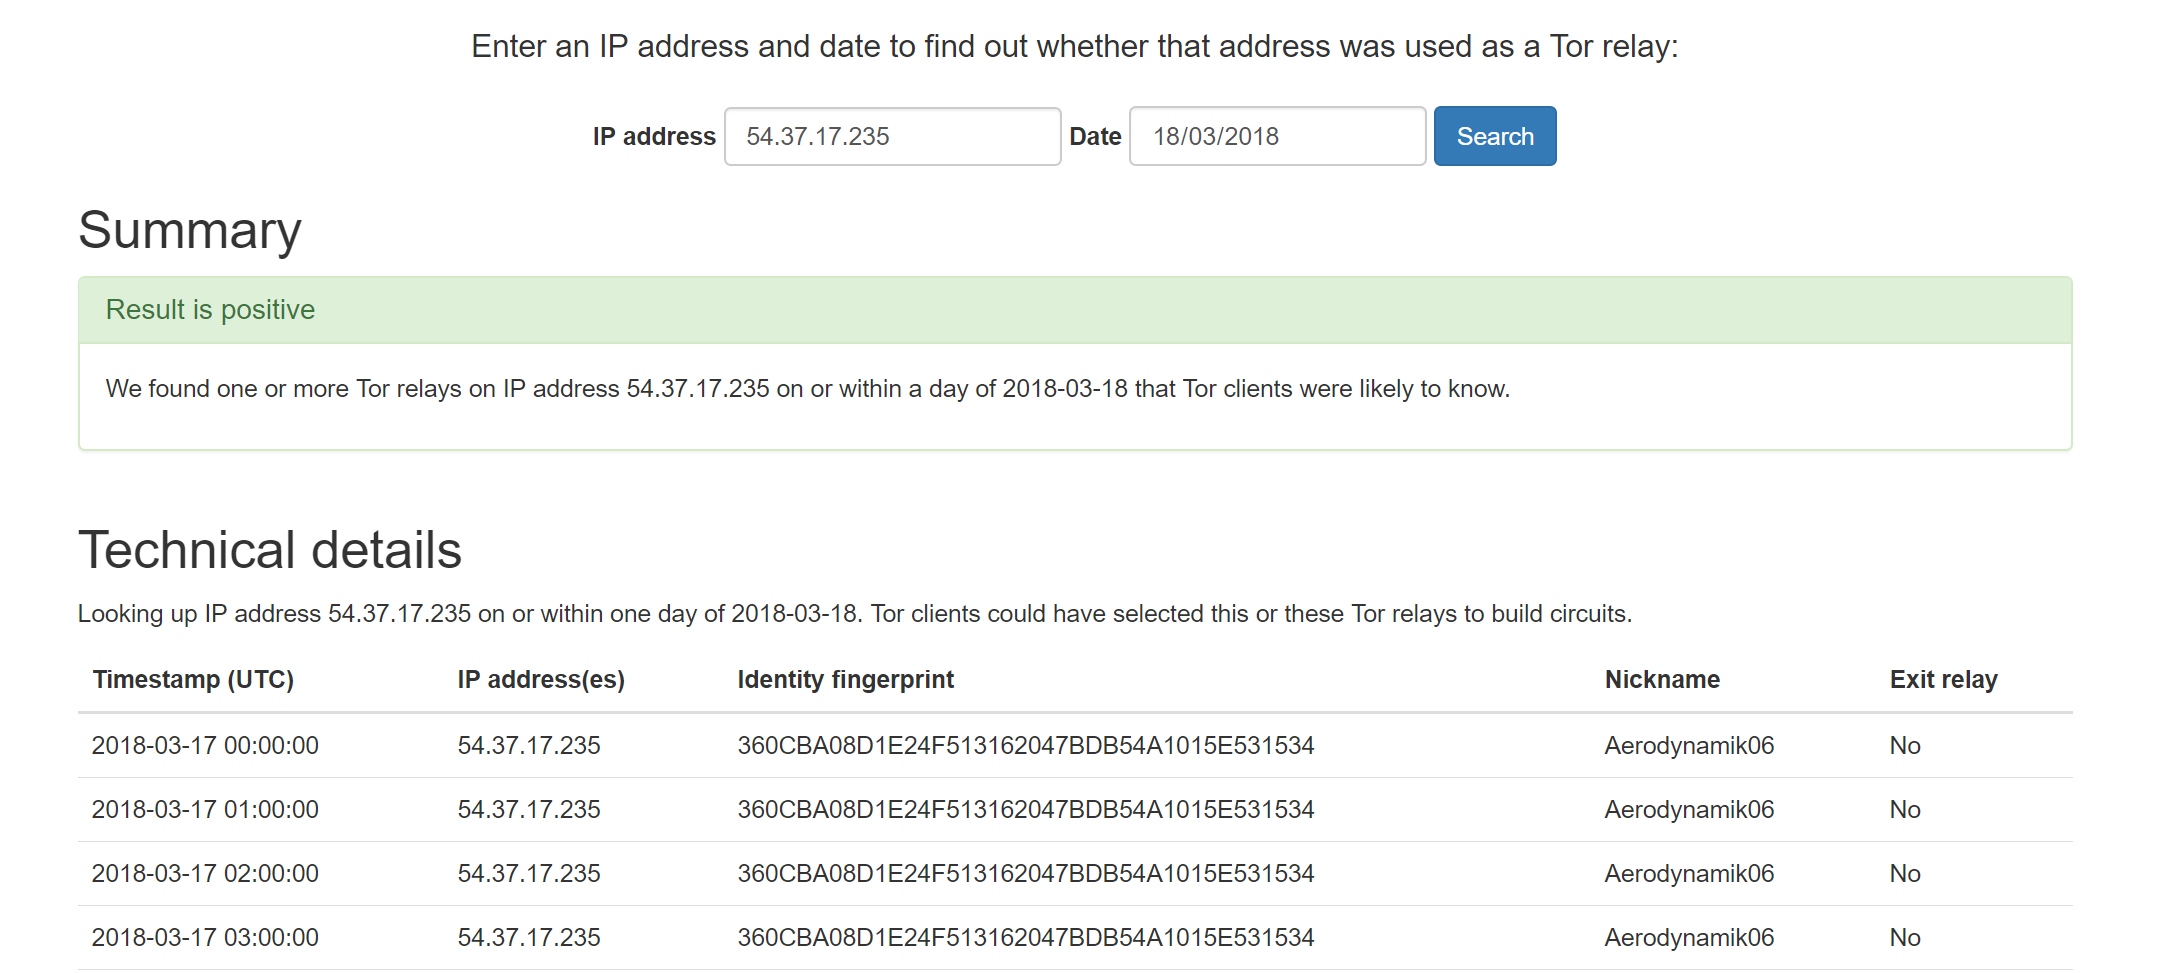 Enter an IP address and date to find out whether that address was used as a Tor relay:
IP address 54.37.17.235 Date 18/03/2018 Search
Summary
Result is positive
We found one or more Tor relays on IP address 54.37.17.235 on or within a day of 2018-03-18 that Tor clients were likely to know.
Technical details
Looking up IP address 54.37.17.235 on or within one day of 2018-03-18. Tor clients could have selected this or these Tor relays to build circuits.
Timestamp (UTC) IP address(es) Identity fingerprint Nickname Exit relay
2018-03-17 00:00:00 54.37.17.235 360CBA08D1E24F513162047BDB54A1015E531534 Aerodynamik06 No
2018-03-17 01:00:00 54.37.17.235 360CBA08D1E24F513162047BDB54A1015E531534 Aerodynamik06 No
2018-03-17 02:00:00 54.37.17.235 360CBA08D1E24F513162047BDB54A1015E531534 Aerodynamik06 No
2018-03-17 03:00:00 54.37.17.235 360CBA08D1E24F513162047BDB54A1015E531534 Aerodynamik06 No